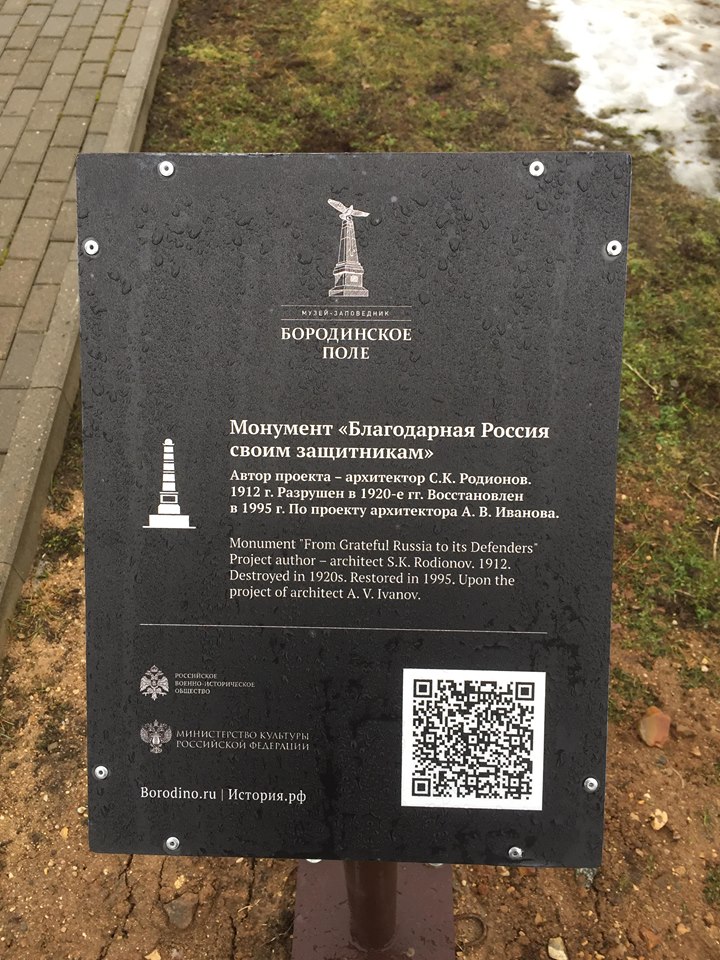 МУЗЕЙ-ЗАПОВЕДНИК
БОРОДИНСКОЕ
ПОЛЕ
Монумент «Благодарная Россия
своим защитникам»
Автор проекта – архитектор С.К. Родионов.
1912 г. Разрушен в 1920-е гг. Восстановлен
в 1995 г. По проекту архитектора А. В. Иванова.
Monument "From Grateful Russia to its Defenders"
Project author – architect S.K. Rodionov. 1912.
Destroyed in 1920s. Restored in 1995. Upon the
project of architect A. V. Ivanov.
РОССИЙСКОЕ
ВОЕННО-ИСТОРИЧЕСКОЕ
ОБЩЕСТВО
МИНИСТЕРСТВО КУЛЬТУРЫ
РОССИЙСКОЙ ФЕДЕРАЦИИ
Borodino.ru | История.рф